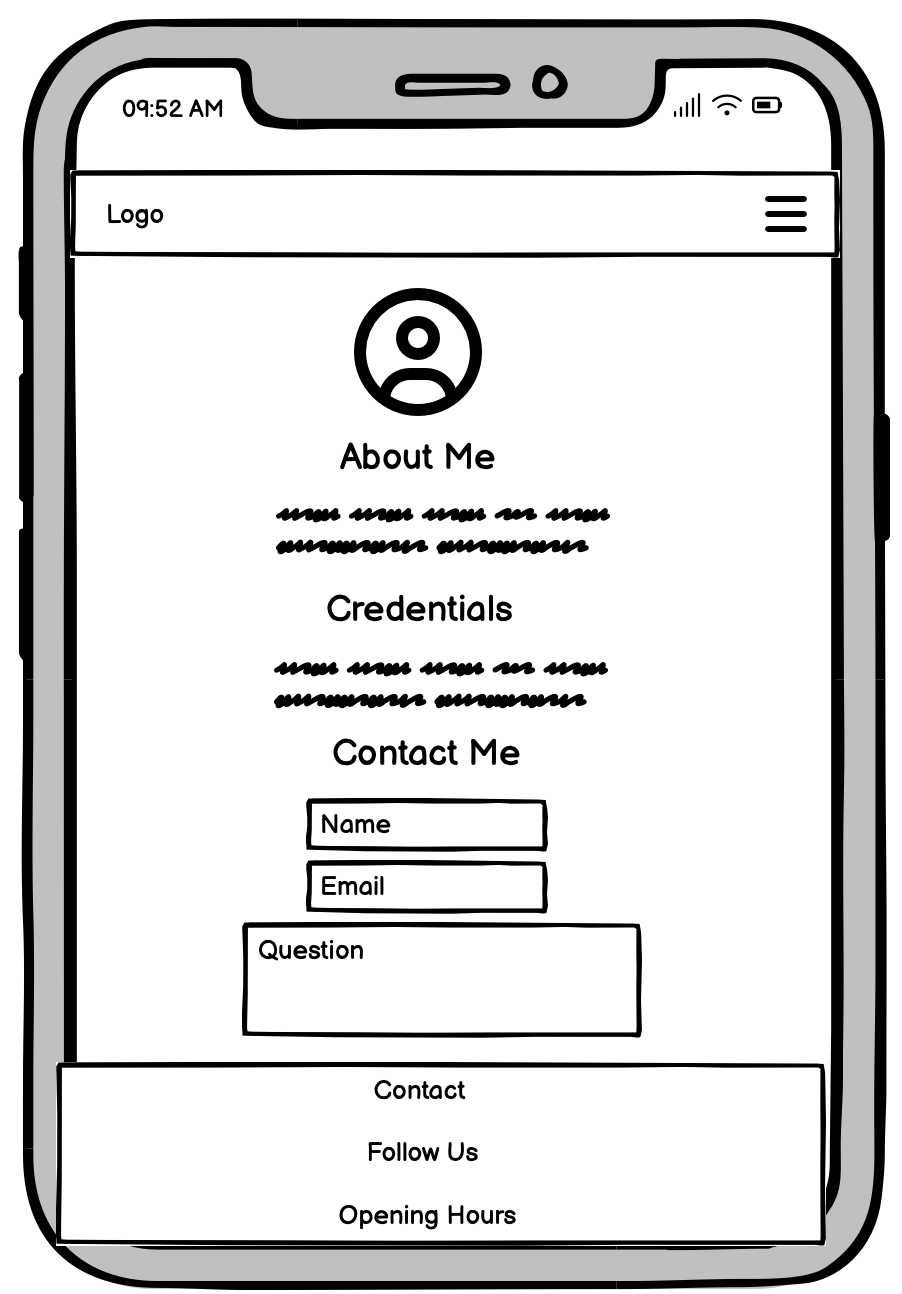 09:52 AM
Logo
About Me
Credentials
Contact Me
Name
Email
Question
Contact
Follow Us
Opening Hours